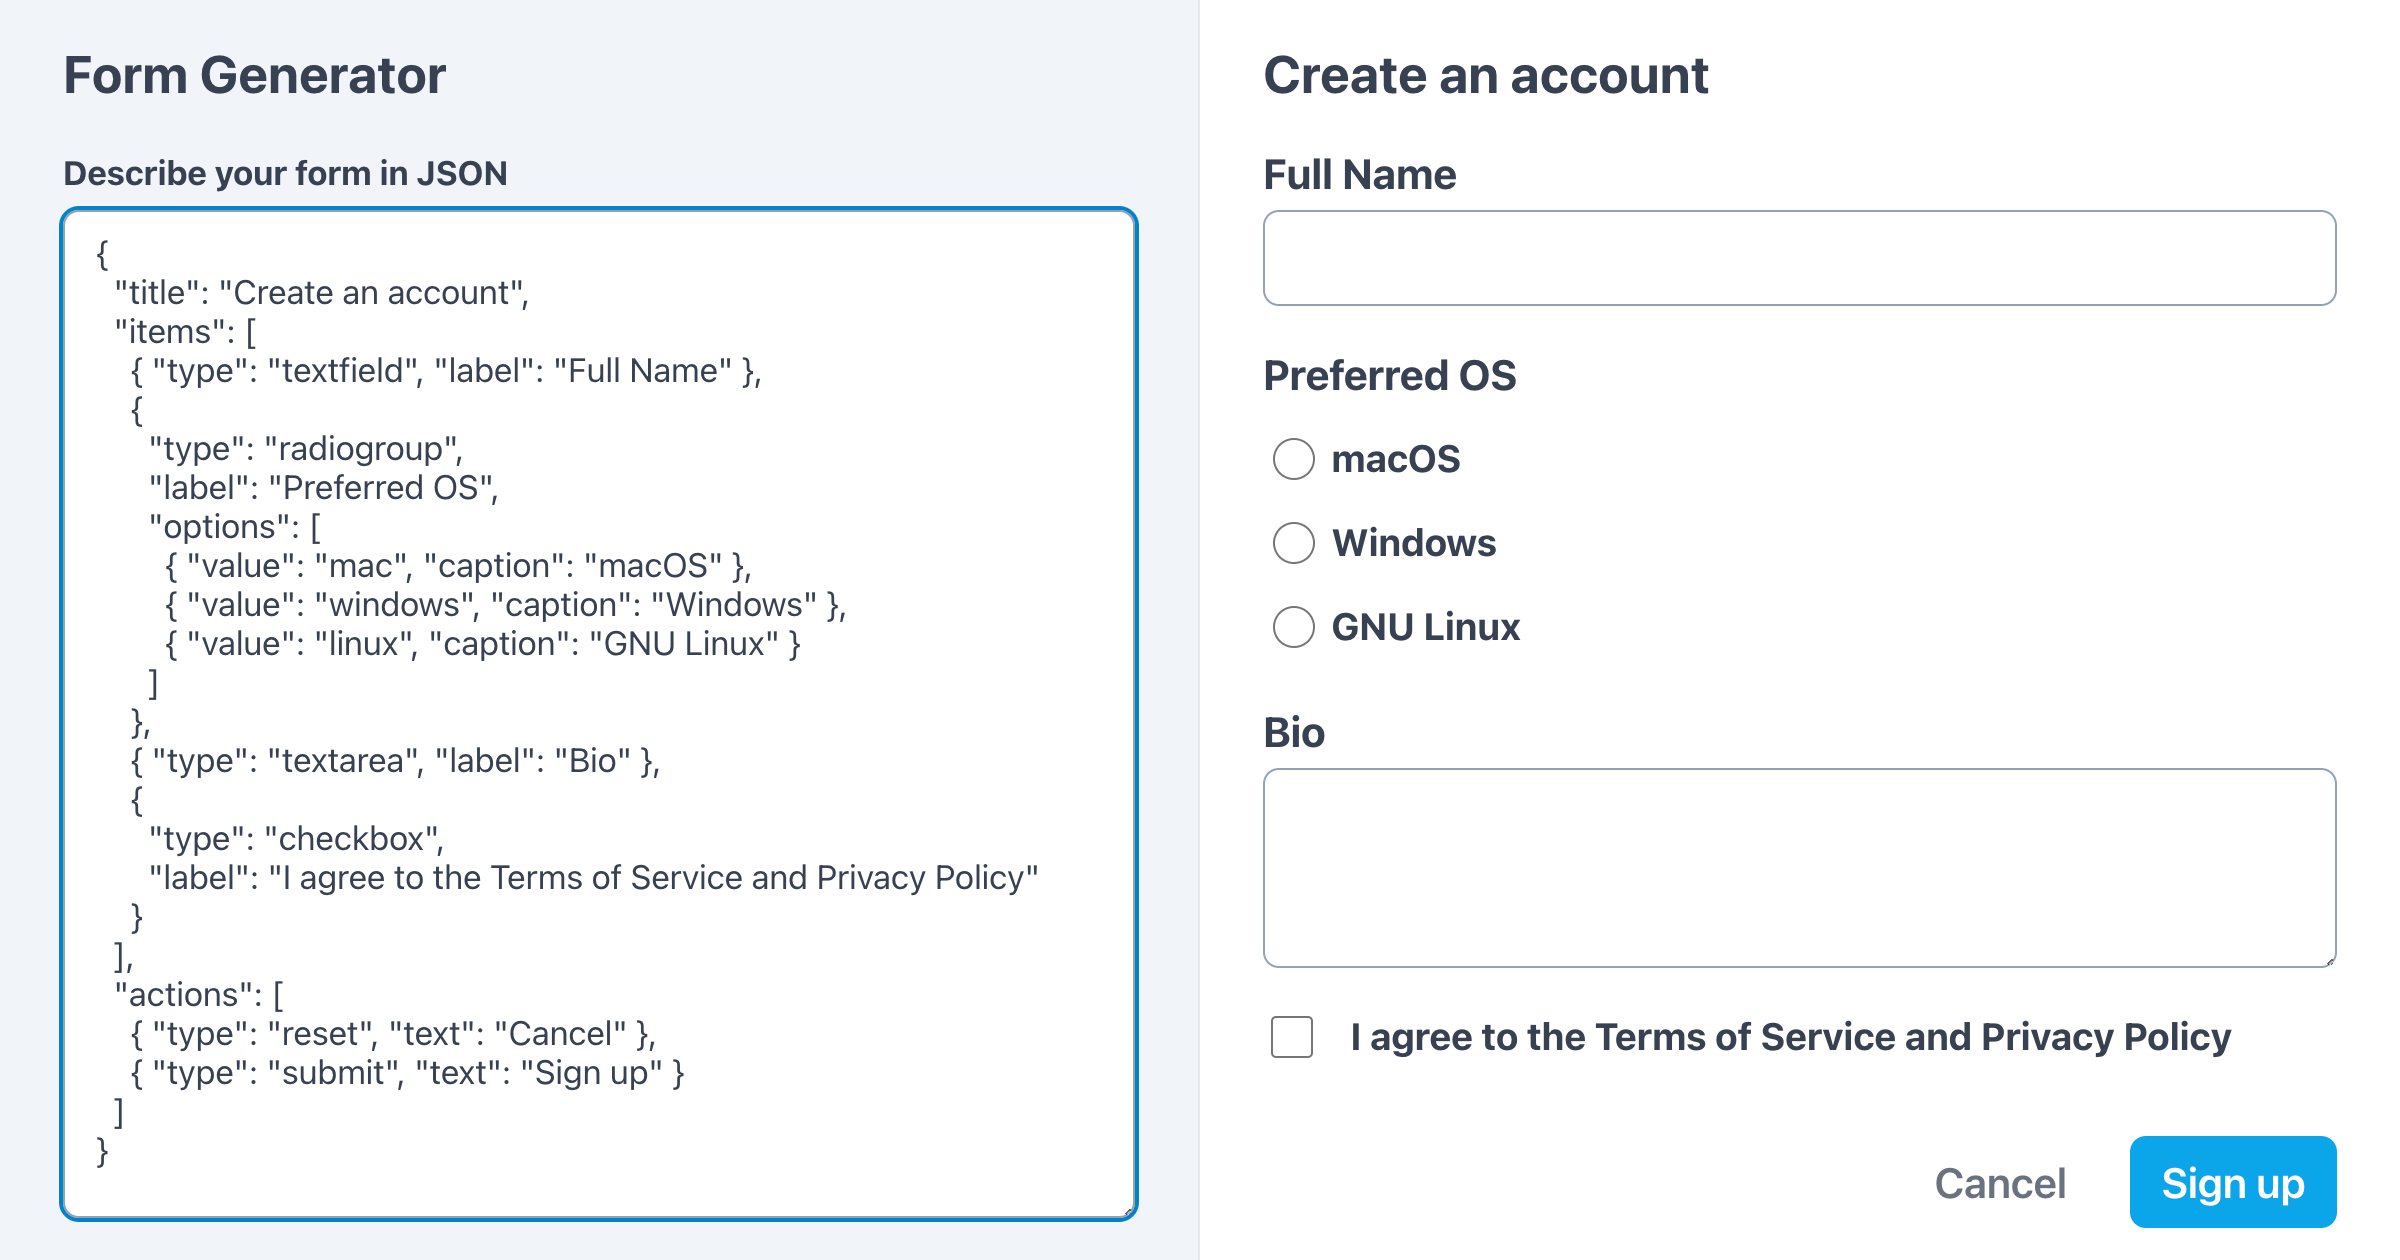 Form Generator
Describe your form in JSON
{
  "title": "Create an account",
  "items": [
    { "type": "textfield", "label": "Full Name" },
    {
      "type": "radiogroup",
      "label": "Preferred OS",
      "options": [
        { "value": "mac", "caption": "macOS" },
        { "value": "windows", "caption": "Windows" },
        { "value": "linux", "caption": "GNU Linux" }
      ]
    },
    { "type": "textarea", "label": "Bio" },
    {
      "type": "checkbox",
      "label": "I agree to the Terms of Service and Privacy Policy"
    }
  ],
  "actions": [
    { "type": "reset", "text": "Cancel" },
    { "type": "submit", "text": "Sign up" }
  ]
}
Create an account
Full Name
Preferred OS
macOS
Windows
GNU Linux
Bio
I agree to the Terms of Service and Privacy Policy
Cancel
Sign up